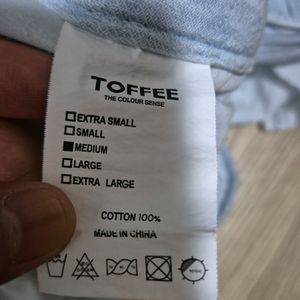 TOFFEE
THE COLOUR SENSE
EXTRA SMALL
SMALL
MEDIUM
LARGE
EXTRA LARGE
COTTON 100%
MADE IN CHINA